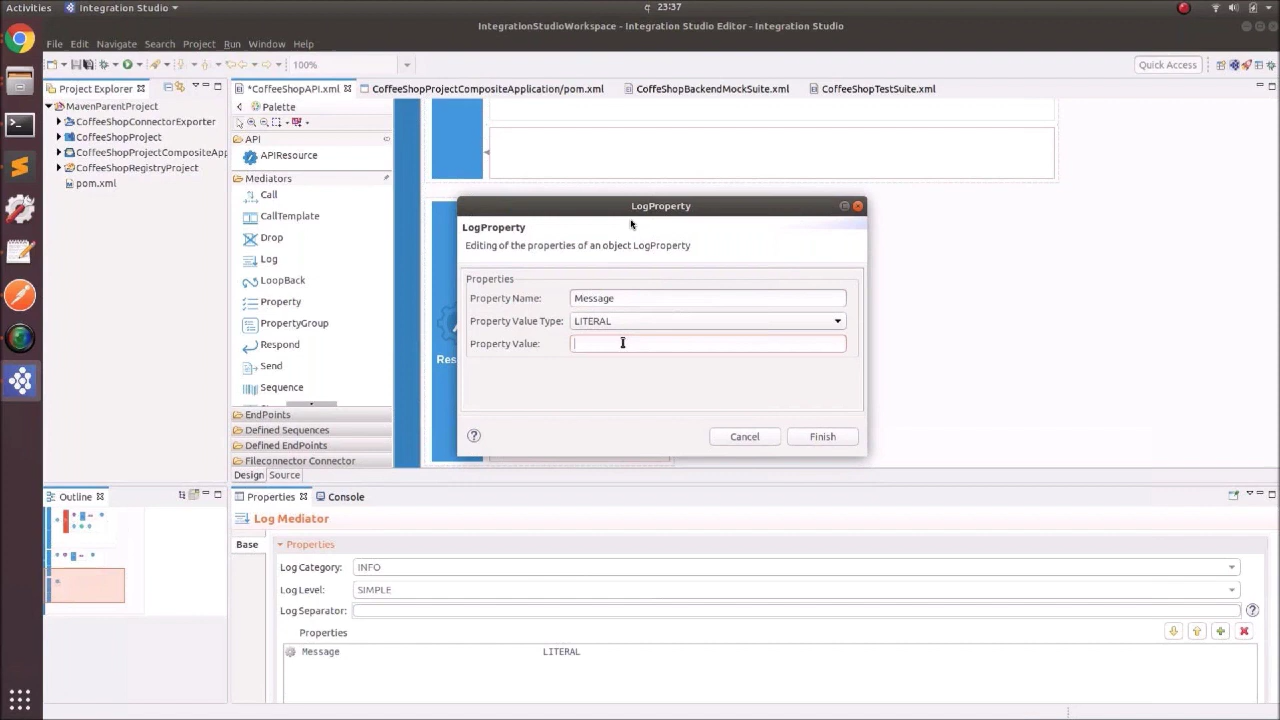 Activities
Integration Studio
23:37
IntegrationStudioWorkspace - Integration Studio Editor - Integration Studio
File Edit Navigate Search Project Run Window Help
100%
Quick Access
Project Explorer
*CoffeeShopAPI.xml
CoffeeShopProjectCompositeApplication/pom.xml
CoffeShopBackendMockSuite.xml
CoffeeShopTestSuite.xml
MavenParentProject
CoffeeShopConnectorExporter
CoffeeShopProject
CoffeeShopProjectCompositeApp
CoffeeShopRegistryProject
pom.xml
Palette
API
APIResource
Mediators
Call
CallTemplate
Drop
Log
LoopBack
Property
PropertyGroup
Respond
Send
Sequence
EndPoints
Defined Sequences
Defined EndPoints
Fileconnector Connector
Design
Source
Res
LogProperty
LogProperty
Editing of the properties of an object LogProperty
Properties
Property Name: Message
Property Value Type: LITERAL
Property Value:
Cancel
Finish
Outline
Properties
Console
Log Mediator
Base
Properties
Log Category: INFO
Log Level: SIMPLE
Log Separator:
Properties
Message LITERAL